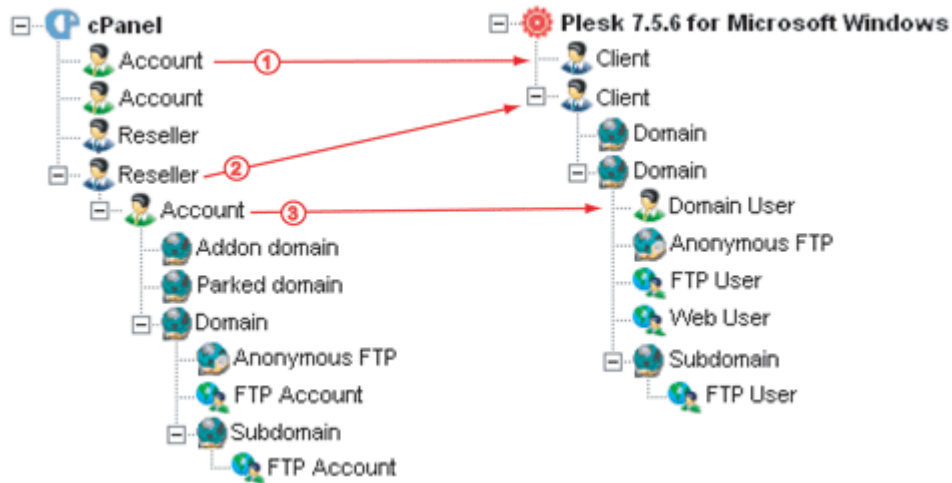 cPanel
Account
1
Account
Reseller
Reseller
2
Account
3
Addon domain
Parked domain
Domain
Anonymous FTP
FTP Account
Subdomain
FTP Account
Plesk 7.5.6 for Microsoft Windows
Client
Client
Domain
Domain
Domain User
Anonymous FTP
FTP User
Web User
Subdomain
FTP User